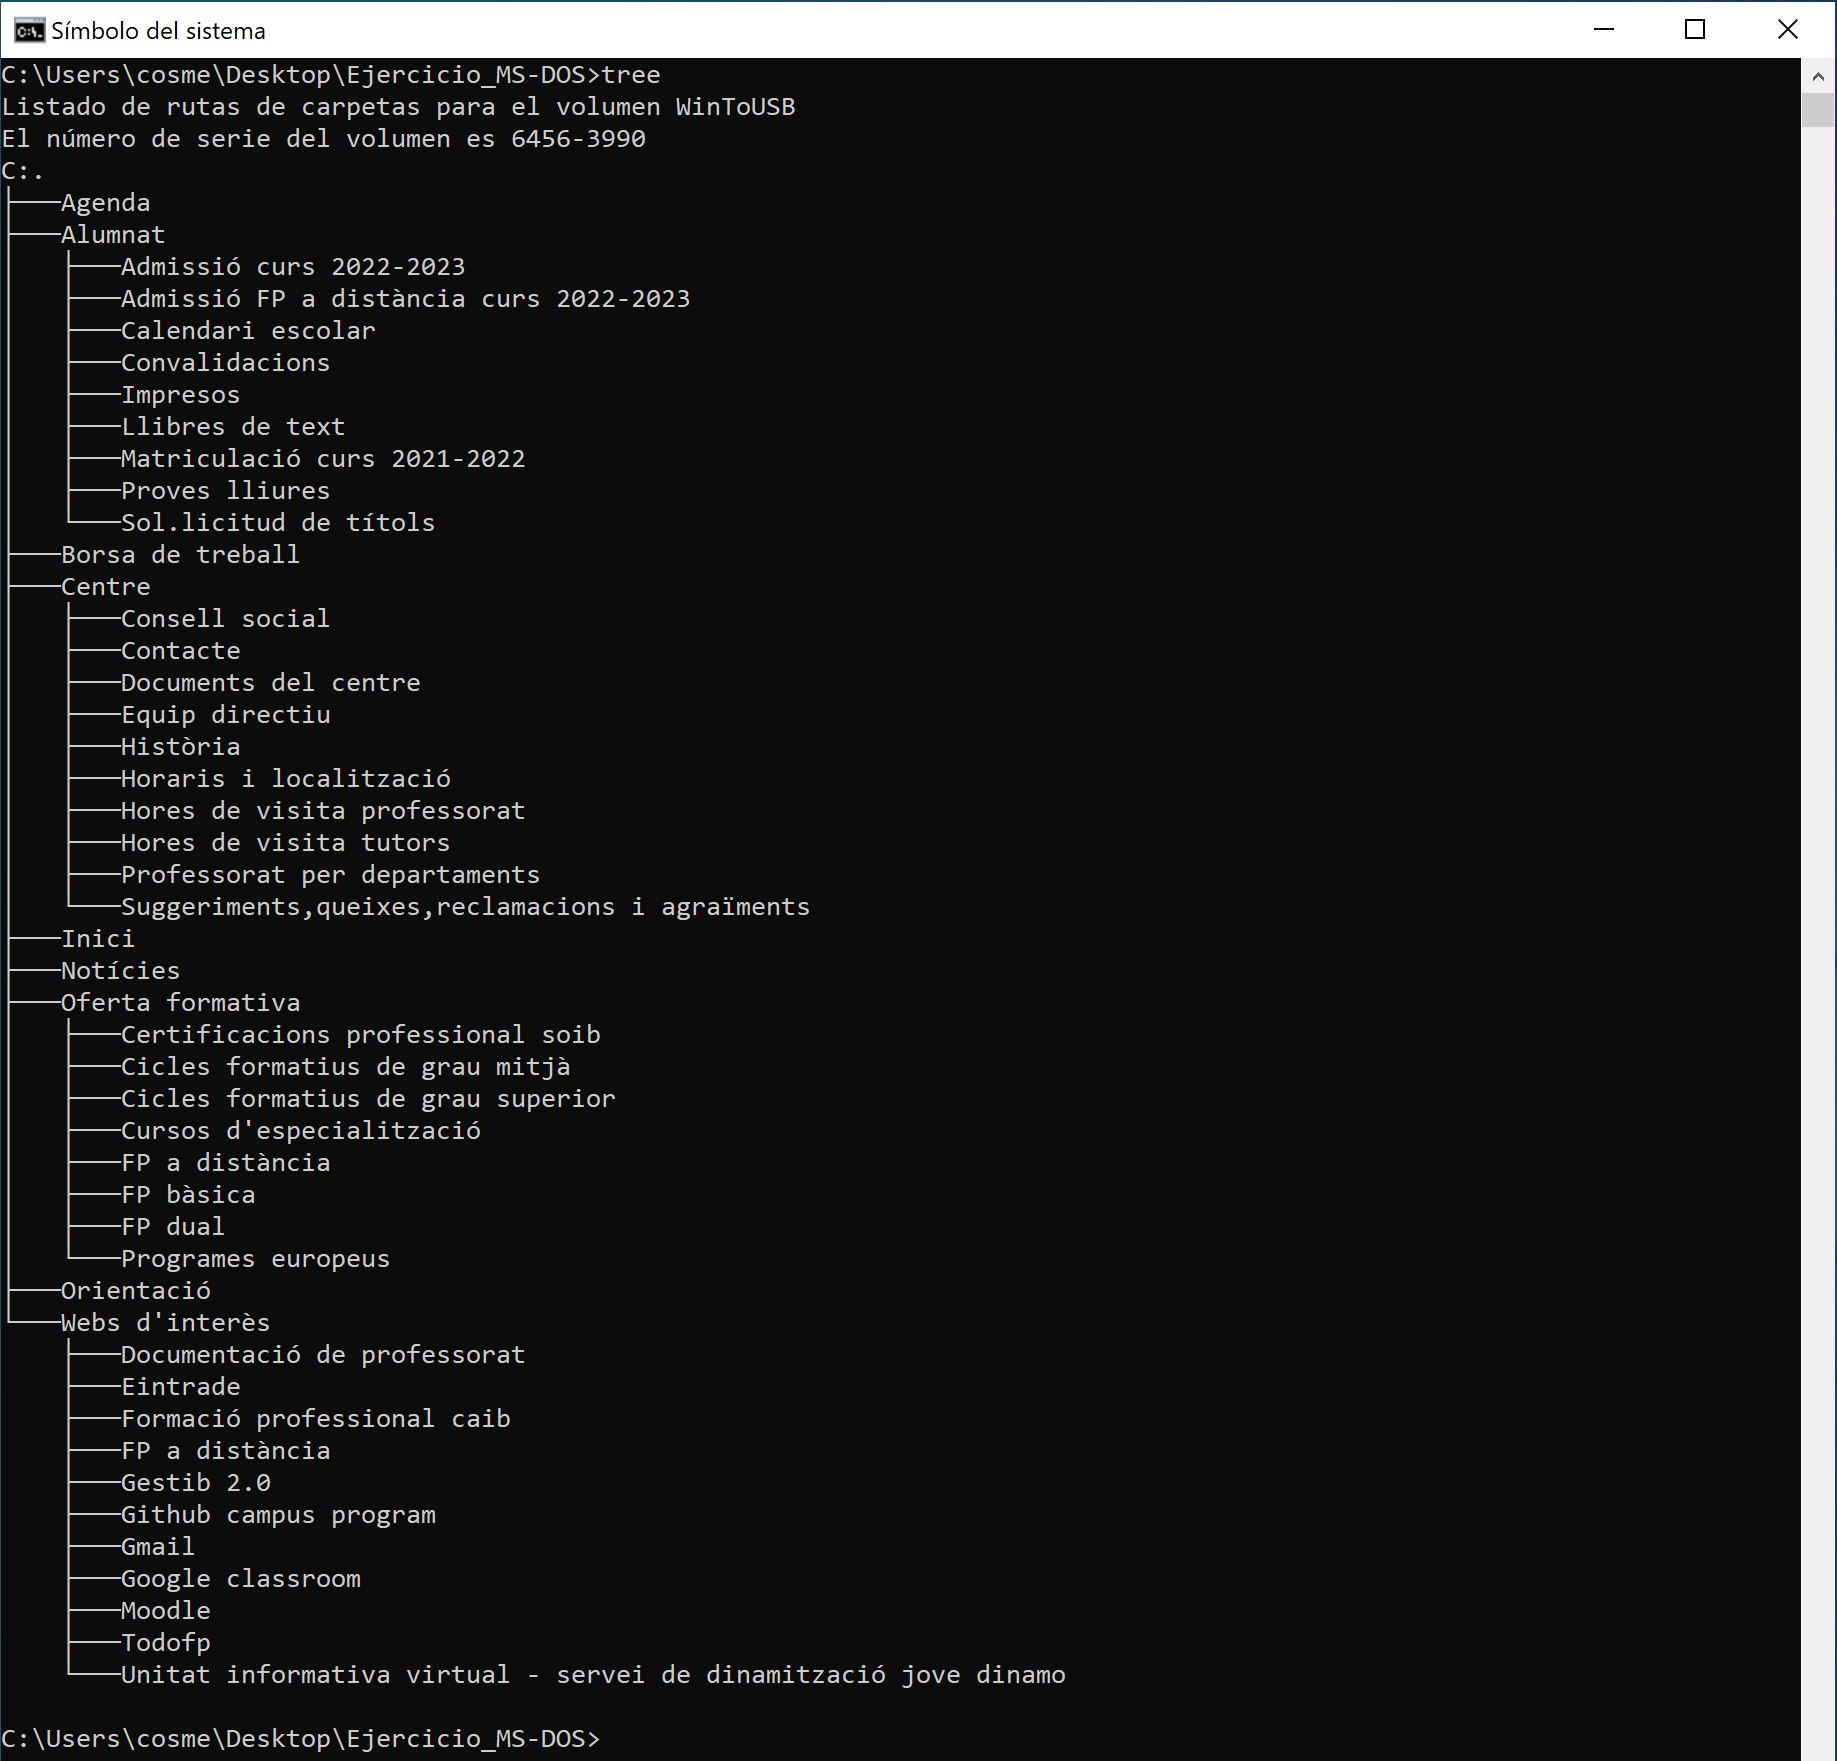 Símbolo del sistema
C:\Users\cosme\Desktop\Ejercicio_MS-DOS>tree
Listado de rutas de carpetas para el volumen WinToUSB
El número de serie del volumen es 6456-3990
C:.
├───Agenda
├───Alumnat
│   ├───Admissió curs 2022-2023
│   ├───Admissió FP a distància curs 2022-2023
│   ├───Calendari escolar
│   ├───Convalidacions
│   ├───Impresos
│   ├───Llibres de text
│   ├───Matriculació curs 2021-2022
│   ├───Proves lliures
│   └───Sol.licitud de títols
├───Borsa de treball
├───Centre
│   ├───Consell social
│   ├───Contacte
│   ├───Documents del centre
│   ├───Equip directiu
│   ├───Història
│   ├───Horaris i localització
│   ├───Hores de visita professorat
│   ├───Hores de visita tutors
│   ├───Professorat per departaments
│   └───Suggeriments,queixes,reclamacions i agraïments
├───Inici
├───Notícies
├───Oferta formativa
│   ├───Certificacions professional soib
│   ├───Cicles formatius de grau mitjà
│   ├───Cicles formatius de grau superior
│   ├───Cursos d'especialització
│   ├───FP a distància
│   ├───FP bàsica
│   ├───FP dual
│   └───Programes europeus
├───Orientació
└───Webs d'interès
    ├───Documentació de professorat
    ├───Eintrade
    ├───Formació professional caib
    ├───FP a distància
    ├───Gestib 2.0
    ├───Github campus program
    ├───Gmail
    ├───Google classroom
    ├───Moodle
    ├───Todofp
    └───Unitat informativa virtual - servei de dinamització jove dinamo
C:\Users\cosme\Desktop\Ejercicio_MS-DOS>